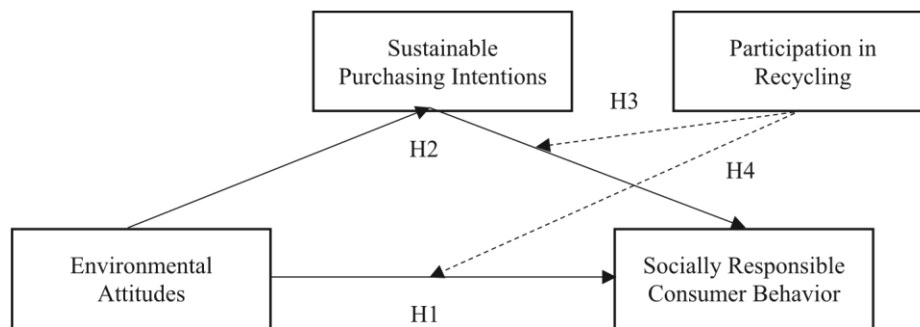 Sustainable
Purchasing Intentions
Participation in
Recycling
H3
H2
H4
Environmental
Attitudes
Socially Responsible
Consumer Behavior
H1